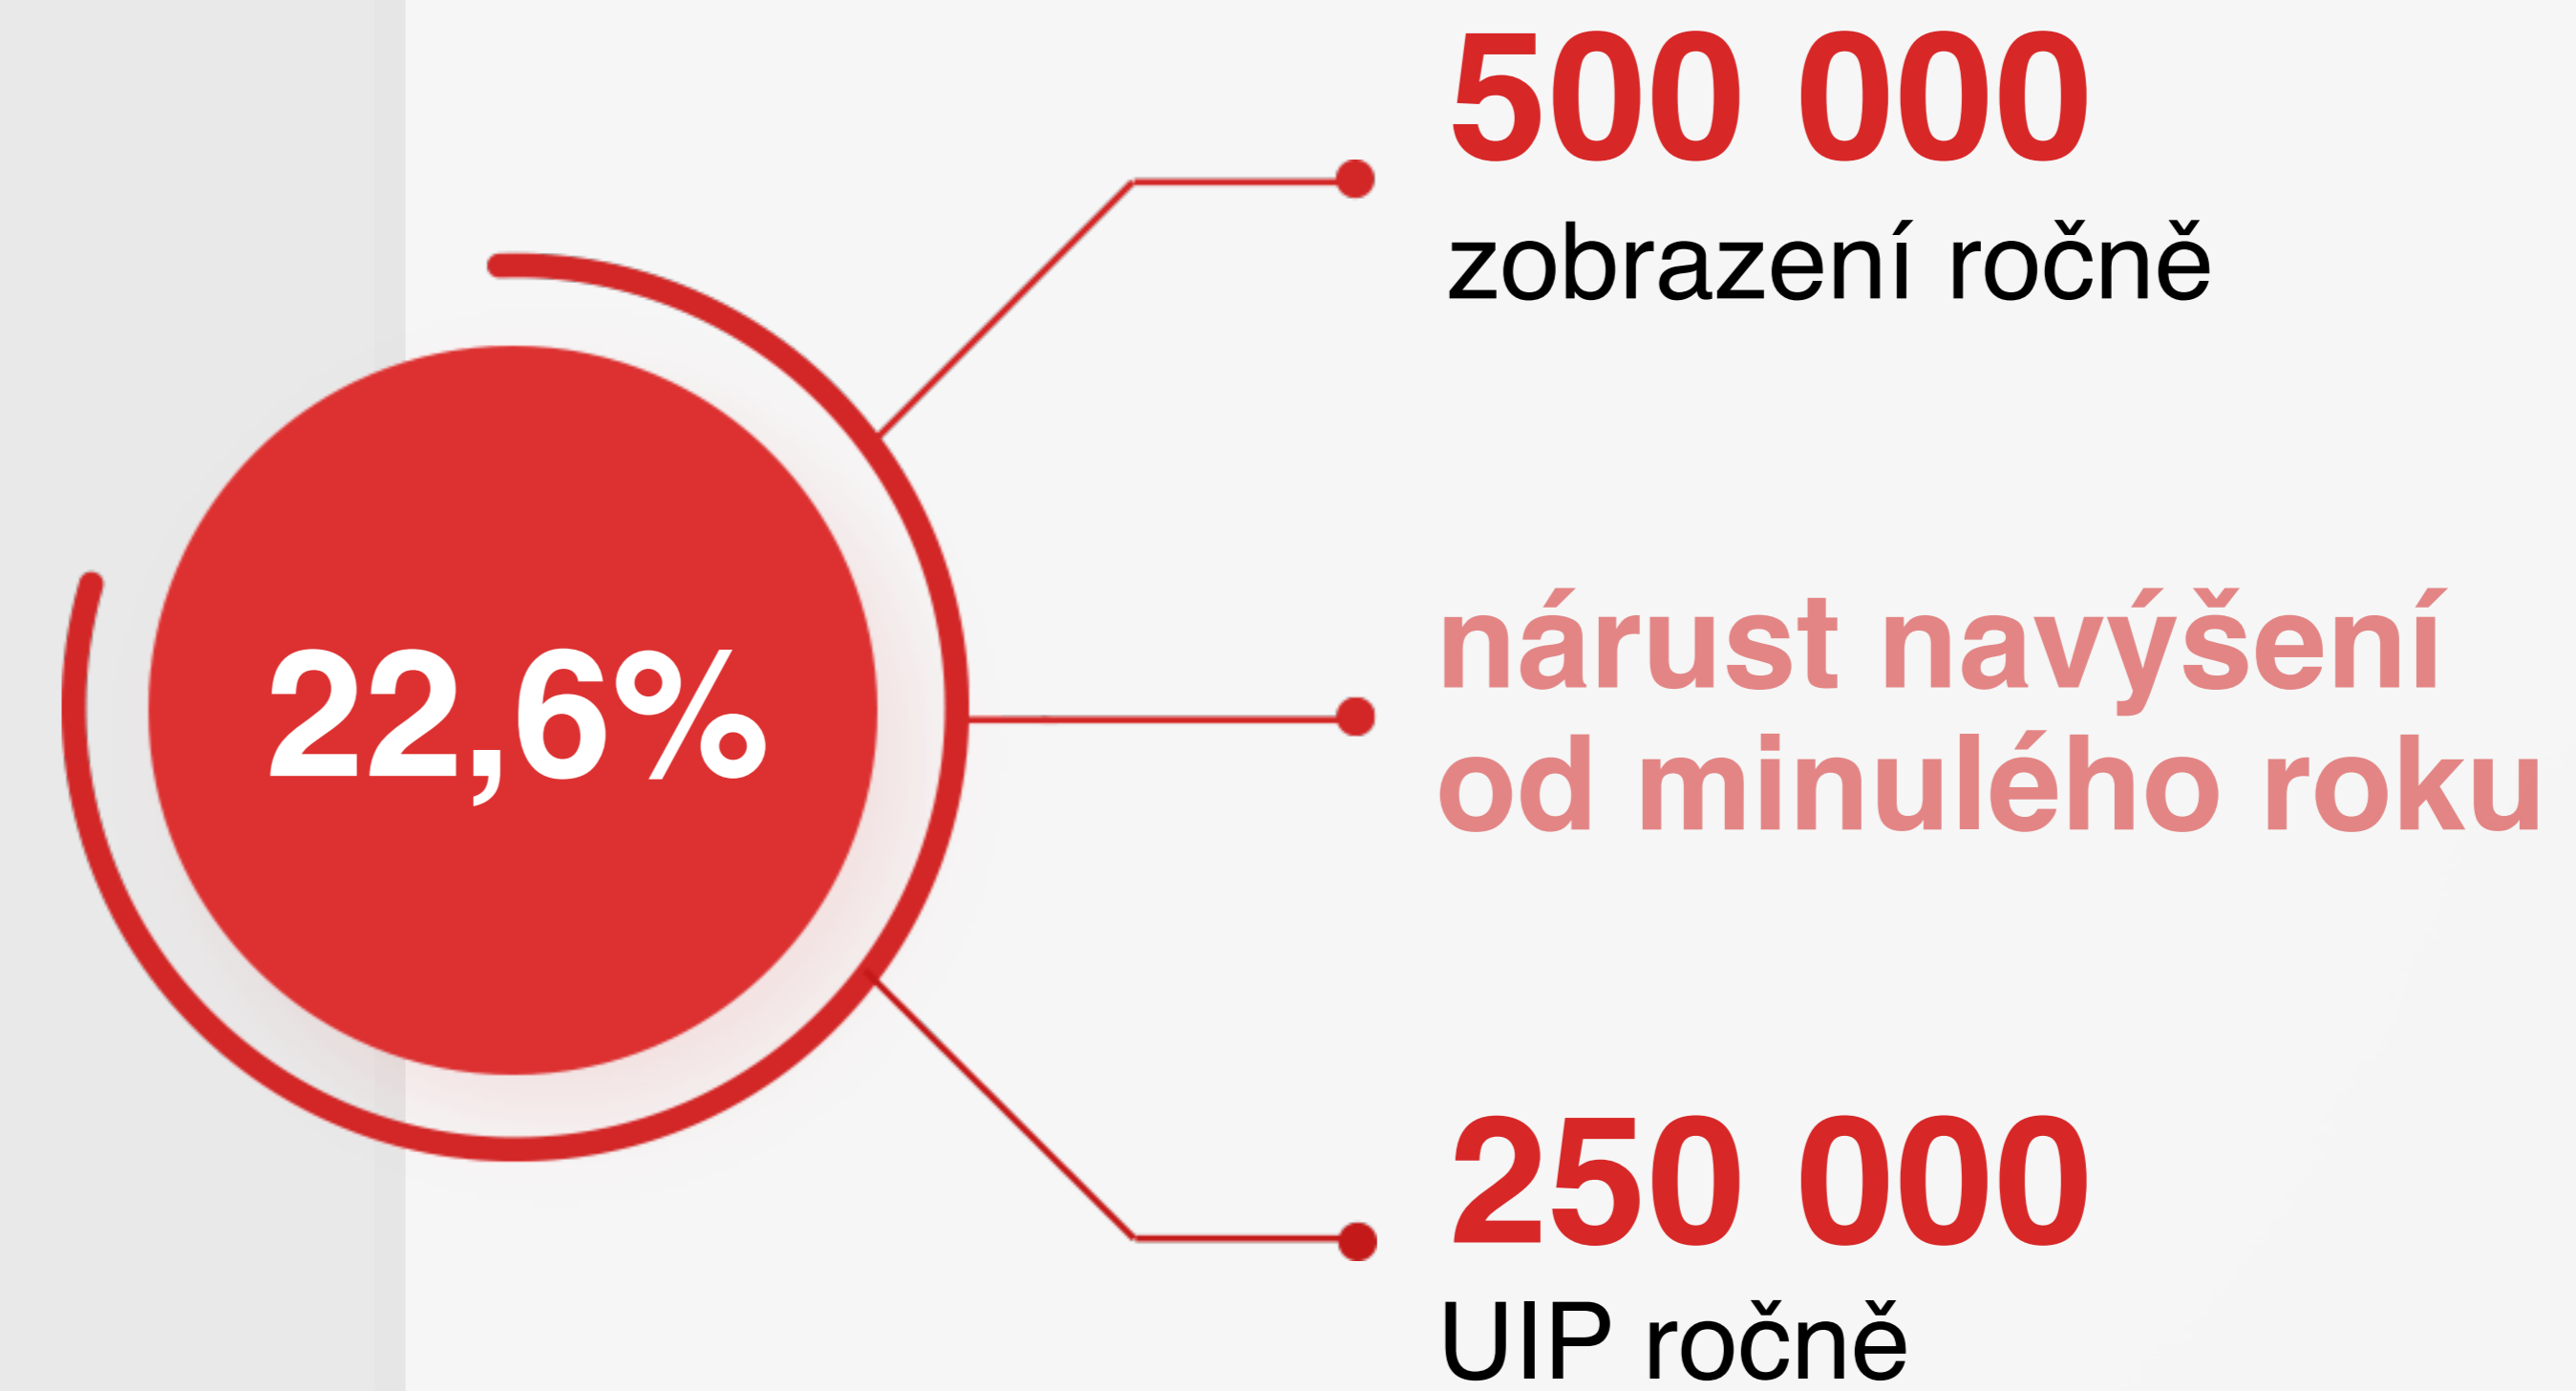 500 000
zobrazení ročně
22,6%
nárust navýšení
od minulého roku
250 000
UIP ročně